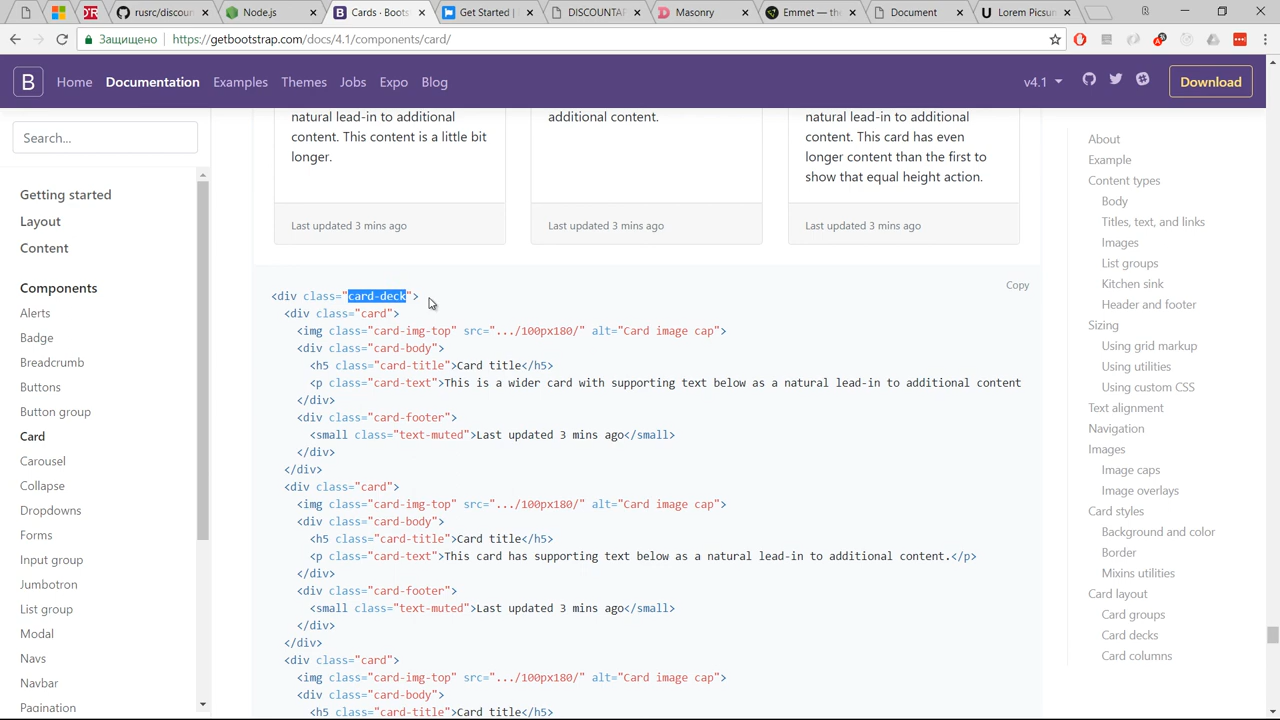 rusrc/discoun
Node.js
Cards · Boots
Get Started |
DISCOUNTAF
Masonry
Emmet — the
Document
Lorem Picsun
Защищено
https://getbootstrap.com/docs/4.1/components/card/
B
Home
Documentation
Examples
Themes
Jobs
Expo
Blog
v4.1
Download
Search...
Getting started
Layout
Content
Components
Alerts
Badge
Breadcrumb
Buttons
Button group
Card
Carousel
Collapse
Dropdowns
Forms
Input group
Jumbotron
List group
Modal
Navs
Navbar
Pagination
natural lead-in to additional
content. This content is a little bit
longer.
Last updated 3 mins ago
additional content.
Last updated 3 mins ago
natural lead-in to additional
content. This card has even
longer content than the first to
show that equal height action.
Last updated 3 mins ago
Copy
<div class="card-deck">
<div class="card">
<img class="card-img-top" src=".../100px180/" alt="Card image cap">
<div class="card-body">
<h5 class="card-title">Card title</h5>
<p class="card-text">This is a wider card with supporting text below as a natural lead-in to additional content
</div>
<div class="card-footer">
<small class="text-muted">Last updated 3 mins ago</small>
</div>
</div>
<div class="card">
<img class="card-img-top" src=".../100px180/" alt="Card image cap">
<div class="card-body">
<h5 class="card-title">Card title</h5>
<p class="card-text">This card has supporting text below as a natural lead-in to additional content.</p>
</div>
<div class="card-footer">
<small class="text-muted">Last updated 3 mins ago</small>
</div>
</div>
<div class="card">
<img class="card-img-top" src=".../100px180/" alt="Card image cap">
<div class="card-body">
<h5 class="card-title">Card title</h5>
About
Example
Content types
Body
Titles, text, and links
Images
List groups
Kitchen sink
Header and footer
Sizing
Using grid markup
Using utilities
Using custom CSS
Text alignment
Navigation
Images
Image caps
Image overlays
Card styles
Background and color
Border
Mixins utilities
Card layout
Card groups
Card decks
Card columns